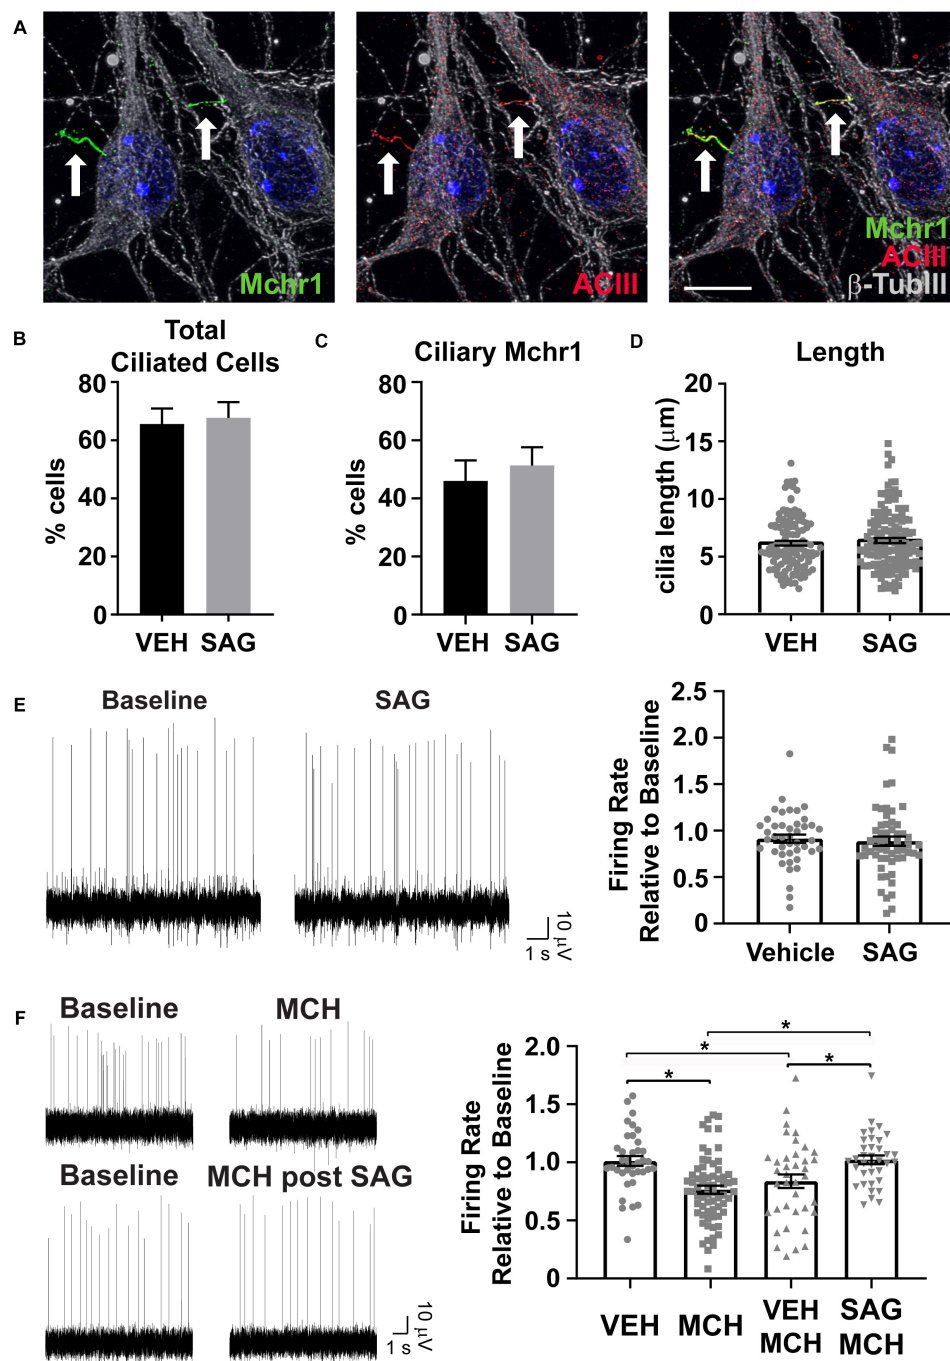 A
Mchr1
ACIII
Mchr1
ACIII
β-TubIII
B
Total
Ciliated Cells
% cells
80
60
40
20
0
VEH SAG
C
Ciliary Mchr1
% cells
80
60
40
20
0
VEH SAG
D
Length
cilia length (μm)
20
15
10
5
0
VEH SAG
E
Baseline
SAG
10 μV
1 s
Firing Rate
Relative to Baseline
2.5
2.0
1.5
1.0
0.5
0
Vehicle SAG
F
Baseline
MCH
Baseline
MCH post SAG
10 μV
1 s
Firing Rate
Relative to Baseline
2.0
1.5
1.0
0.5
0
*
*
*
*
VEH
MCH
VEH
MCH
SAG
MCH